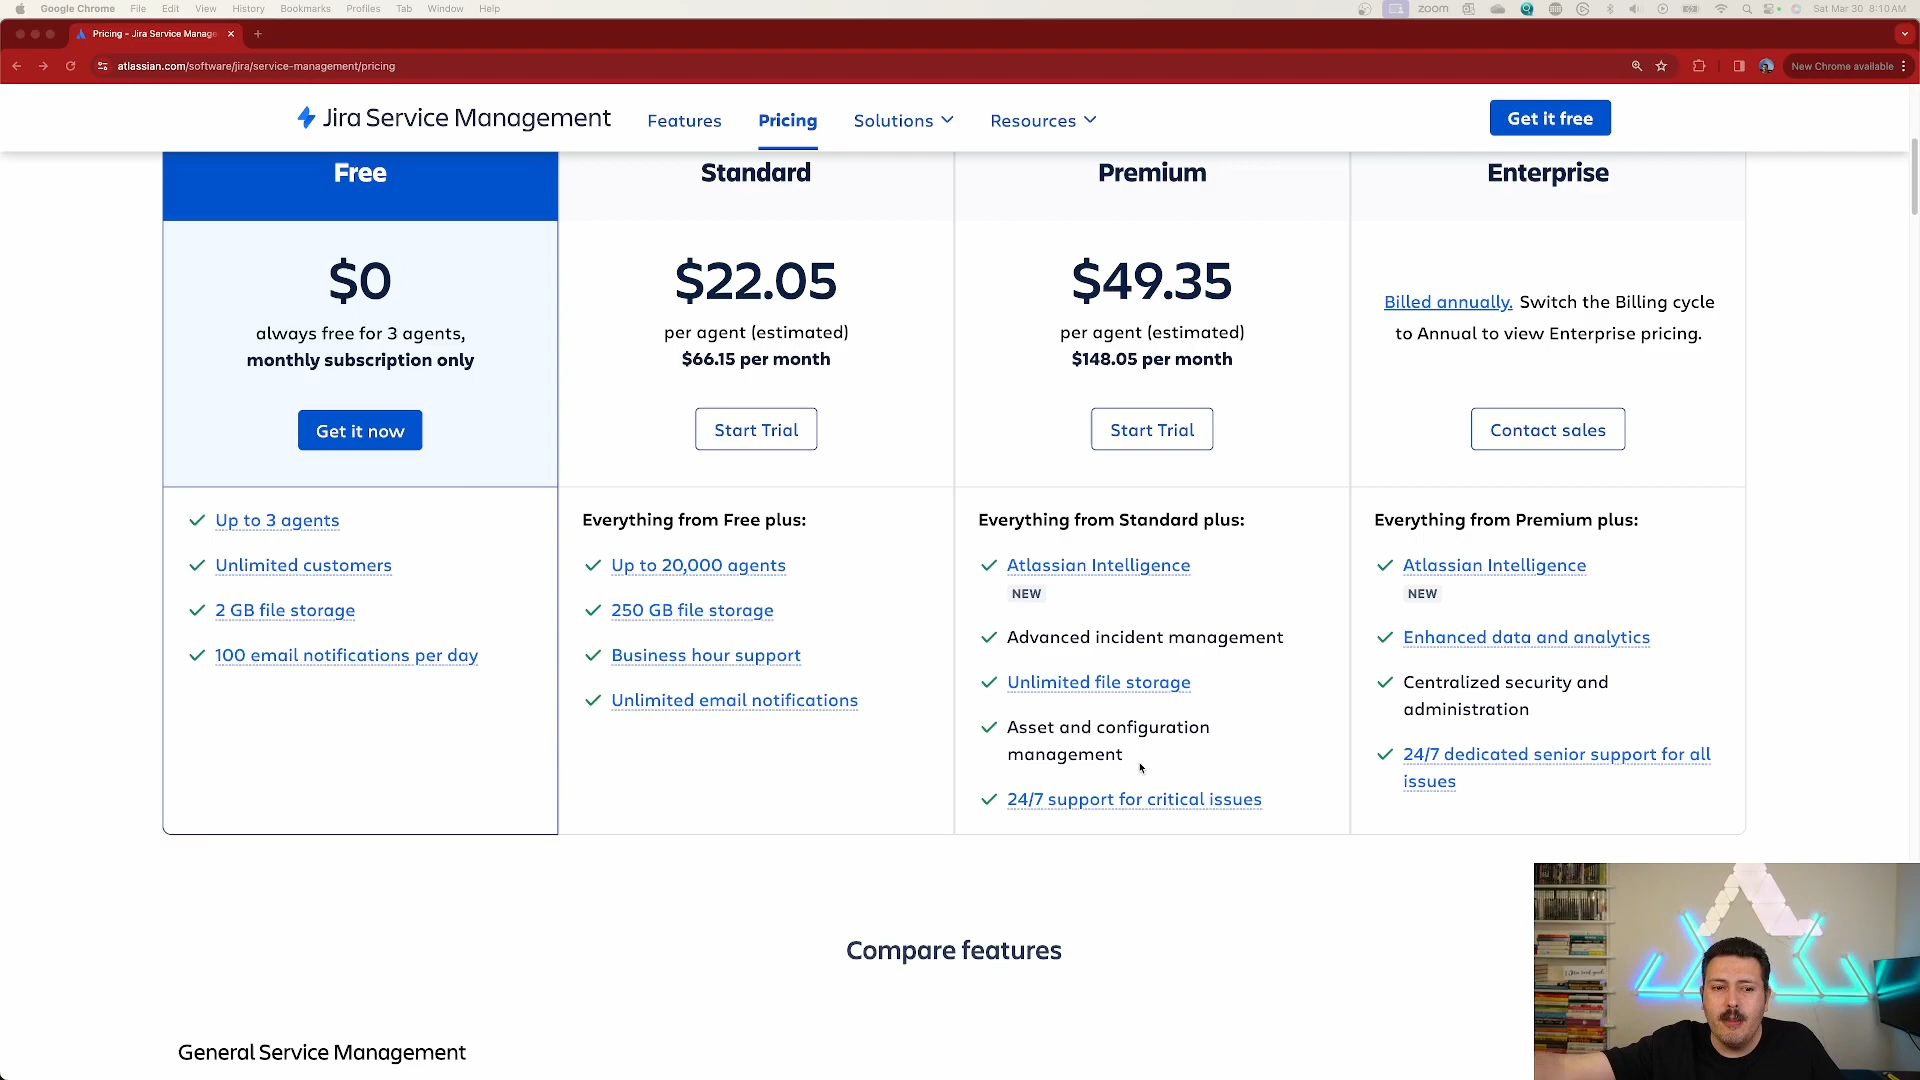 Google Chrome File Edit View History Bookmarks Profiles Tab Window Help
zoom
Sat Mar 30 8:10 AM
Pricing - Jira Service Manage
atlassian.com/software/jira/service-management/pricing
New Chrome available
Jira Service Management
Features
Pricing
Solutions
Resources
Get it free
Free
$0
always free for 3 agents,
monthly subscription only
Get it now
Up to 3 agents
Unlimited customers
2 GB file storage
100 email notifications per day
Standard
$22.05
per agent (estimated)
$66.15 per month
Start Trial
Everything from Free plus:
Up to 20,000 agents
250 GB file storage
Business hour support
Unlimited email notifications
Premium
$49.35
per agent (estimated)
$148.05 per month
Start Trial
Everything from Standard plus:
Atlassian Intelligence
NEW
Advanced incident management
Unlimited file storage
Asset and configuration
management
24/7 support for critical issues
Enterprise
Billed annually. Switch the Billing cycle
to Annual to view Enterprise pricing.
Contact sales
Everything from Premium plus:
Atlassian Intelligence
NEW
Enhanced data and analytics
Centralized security and
administration
24/7 dedicated senior support for all
issues
Compare features
General Service Management